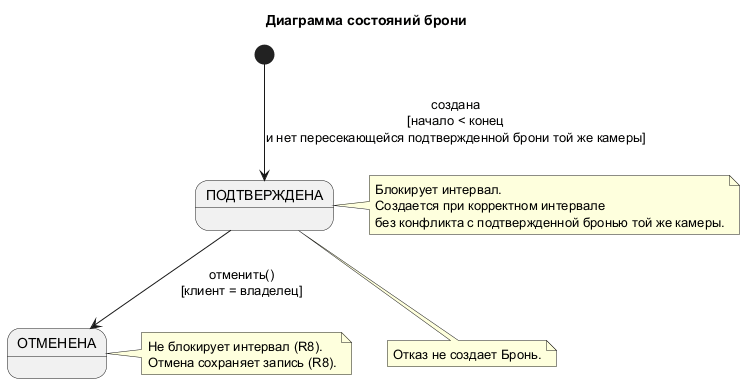 Диаграмма состояний брони
создана
[начало < конец
и нет пересекающейся подтвержденной брони той же камеры]
ПОДТВЕРЖДЕНА
Блокирует интервал.
Создается при корректном интервале
без конфликта с подтвержденной бронью той же камеры.
отменить()
[клиент = владелец]
ОТМЕНЕНА
Не блокирует интервал (R8).
Отмена сохраняет запись (R8).
Отказ не создает Бронь.